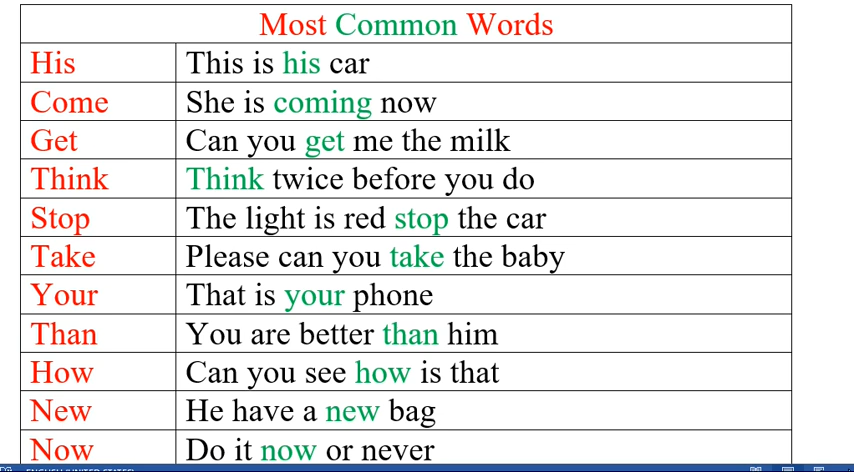 Most Common Words
His This is his car
Come She is coming now
Get Can you get me the milk
Think Think twice before you do
Stop The light is red stop the car
Take Please can you take the baby
Your That is your phone
Than You are better than him
How Can you see how is that
New He have a new bag
Now Do it now or never
ENGLISH (UNITED STATES)